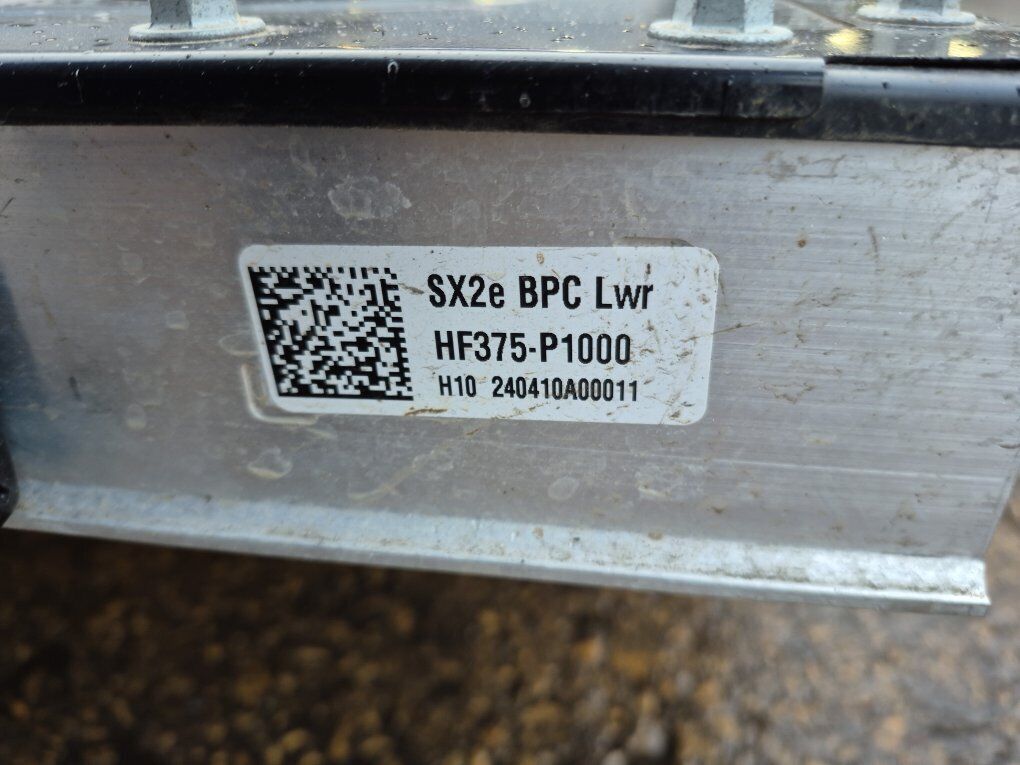 SX2e BPC Lwr
HF375-P1000
H10 240410A00011